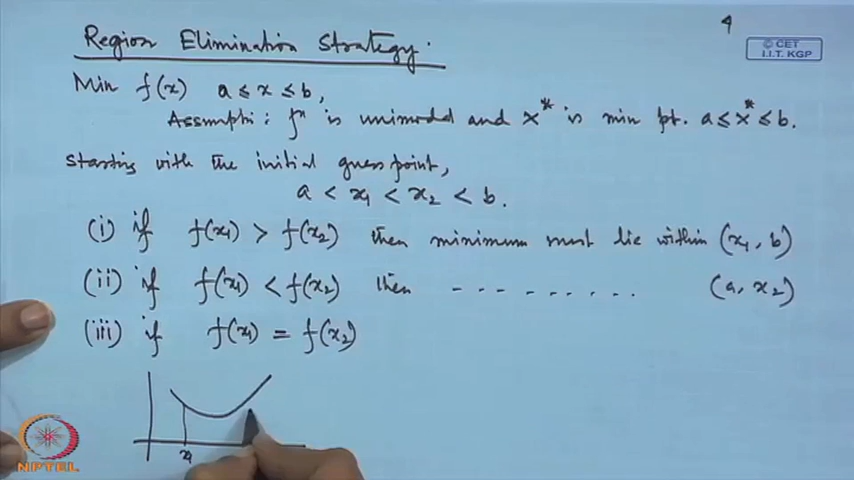 4
© CET
I.I.T. KGP
Region Elimination Strategy.
Min f(x) a ≤ x ≤ b,
Assumpti: fⁿ is unimodal and x* is min pt. a ≤ x* ≤ b.
Starting with the initial guess point,
a < x₁ < x₂ < b.
(i) if f(x₁) > f(x₂) then minimum must lie within (x₁, b)
(ii) if f(x₁) < f(x₂) then - - - - - - - - - (a, x₂)
(iii) if f(x₁) = f(x₂)
x₁
NPTEL